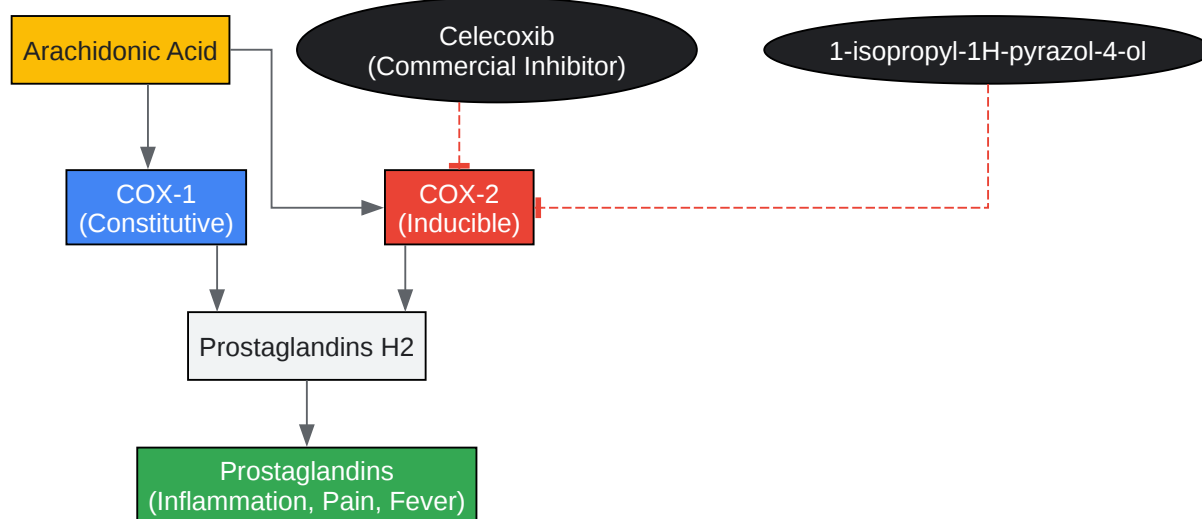 Arachidonic Acid
Celecoxib
(Commercial Inhibitor)
1-isopropyl-1H-pyrazol-4-ol
COX-1
(Constitutive)
COX-2
(Inducible)
Prostaglandins H2
Prostaglandins
(Inflammation, Pain, Fever)